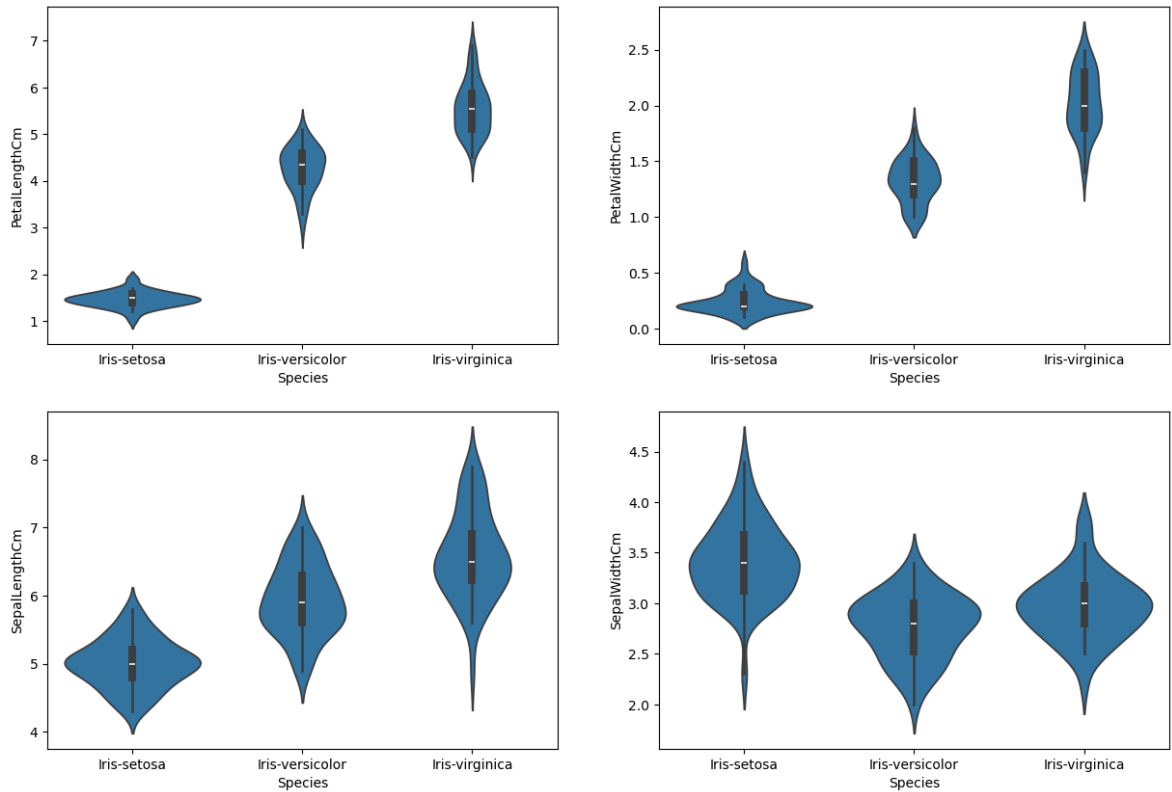 PetalLengthCm
7
6
5
4
3
2
1
Iris-setosa Iris-versicolor Iris-virginica
Species
PetalWidthCm
2.5
2.0
1.5
1.0
0.5
0.0
Iris-setosa Iris-versicolor Iris-virginica
Species
SepalLengthCm
8
7
6
5
4
Iris-setosa Iris-versicolor Iris-virginica
Species
SepalWidthCm
4.5
4.0
3.5
3.0
2.5
2.0
Iris-setosa Iris-versicolor Iris-virginica
Species